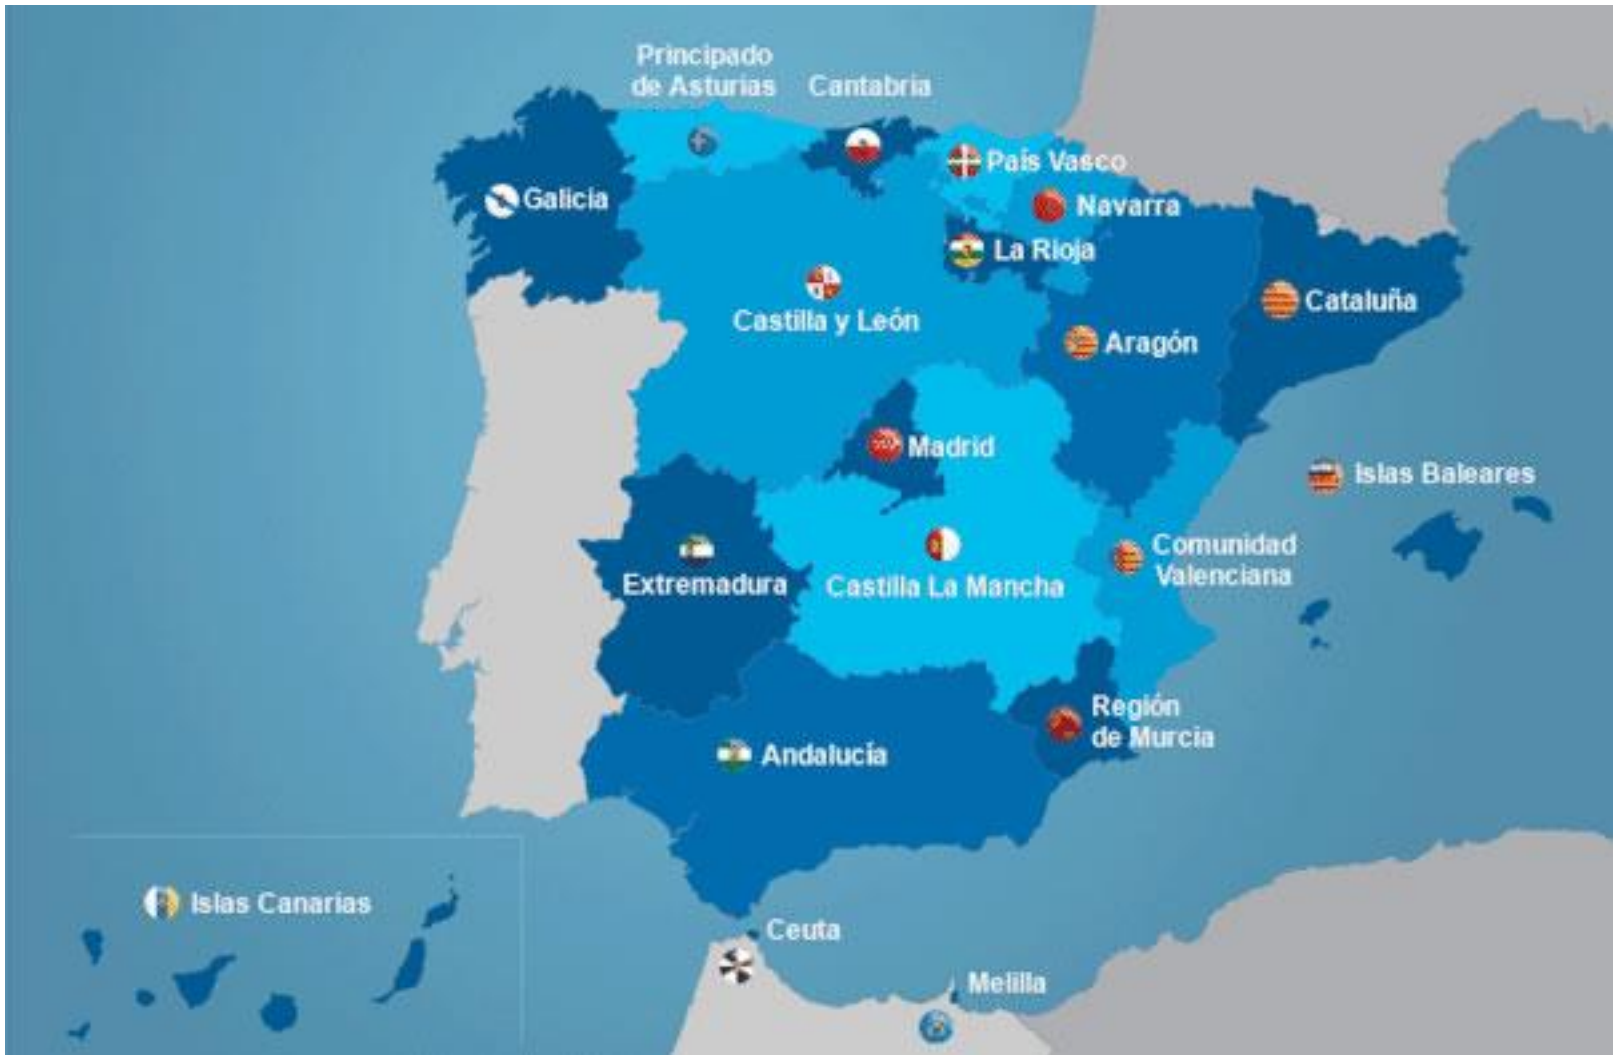 Principado
de Asturias
Cantabria
País Vasco
Galicia
Navarra
La Rioja
Cataluña
Castilla y León
Aragón
Madrid
Islas Baleares
Comunidad
Valenciana
Extremadura
Castilla La Mancha
Región
de Murcia
Andalucía
Islas Canarias
Ceuta
Melilla